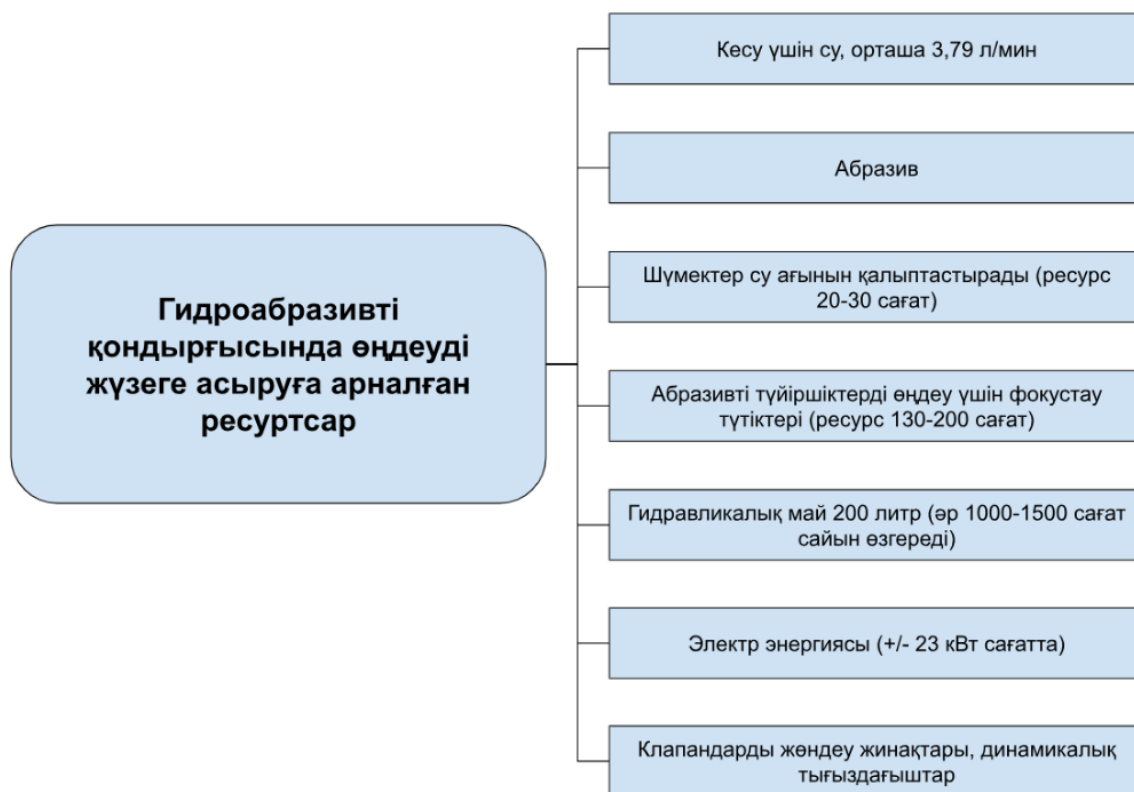 Гидроабразивті
қондырғысында өңдеуді
жүзеге асыруға арналған
ресуртсар
Кесу үшін су, орташа 3,79 л/мин
Абразив
Шүмектер су ағынын қалыптастырады (ресурс
20-30 сағат)
Абразивті түйіршіктерді өңдеу үшін фокустау
түтіктері (ресурс 130-200 сағат)
Гидравликалық май 200 литр (әр 1000-1500 сағат
сайын өзгереді)
Электр энергиясы (+/- 23 кВт сағатта)
Клапандарды жөндеу жинақтары, динамикалық
тығыздағыштар